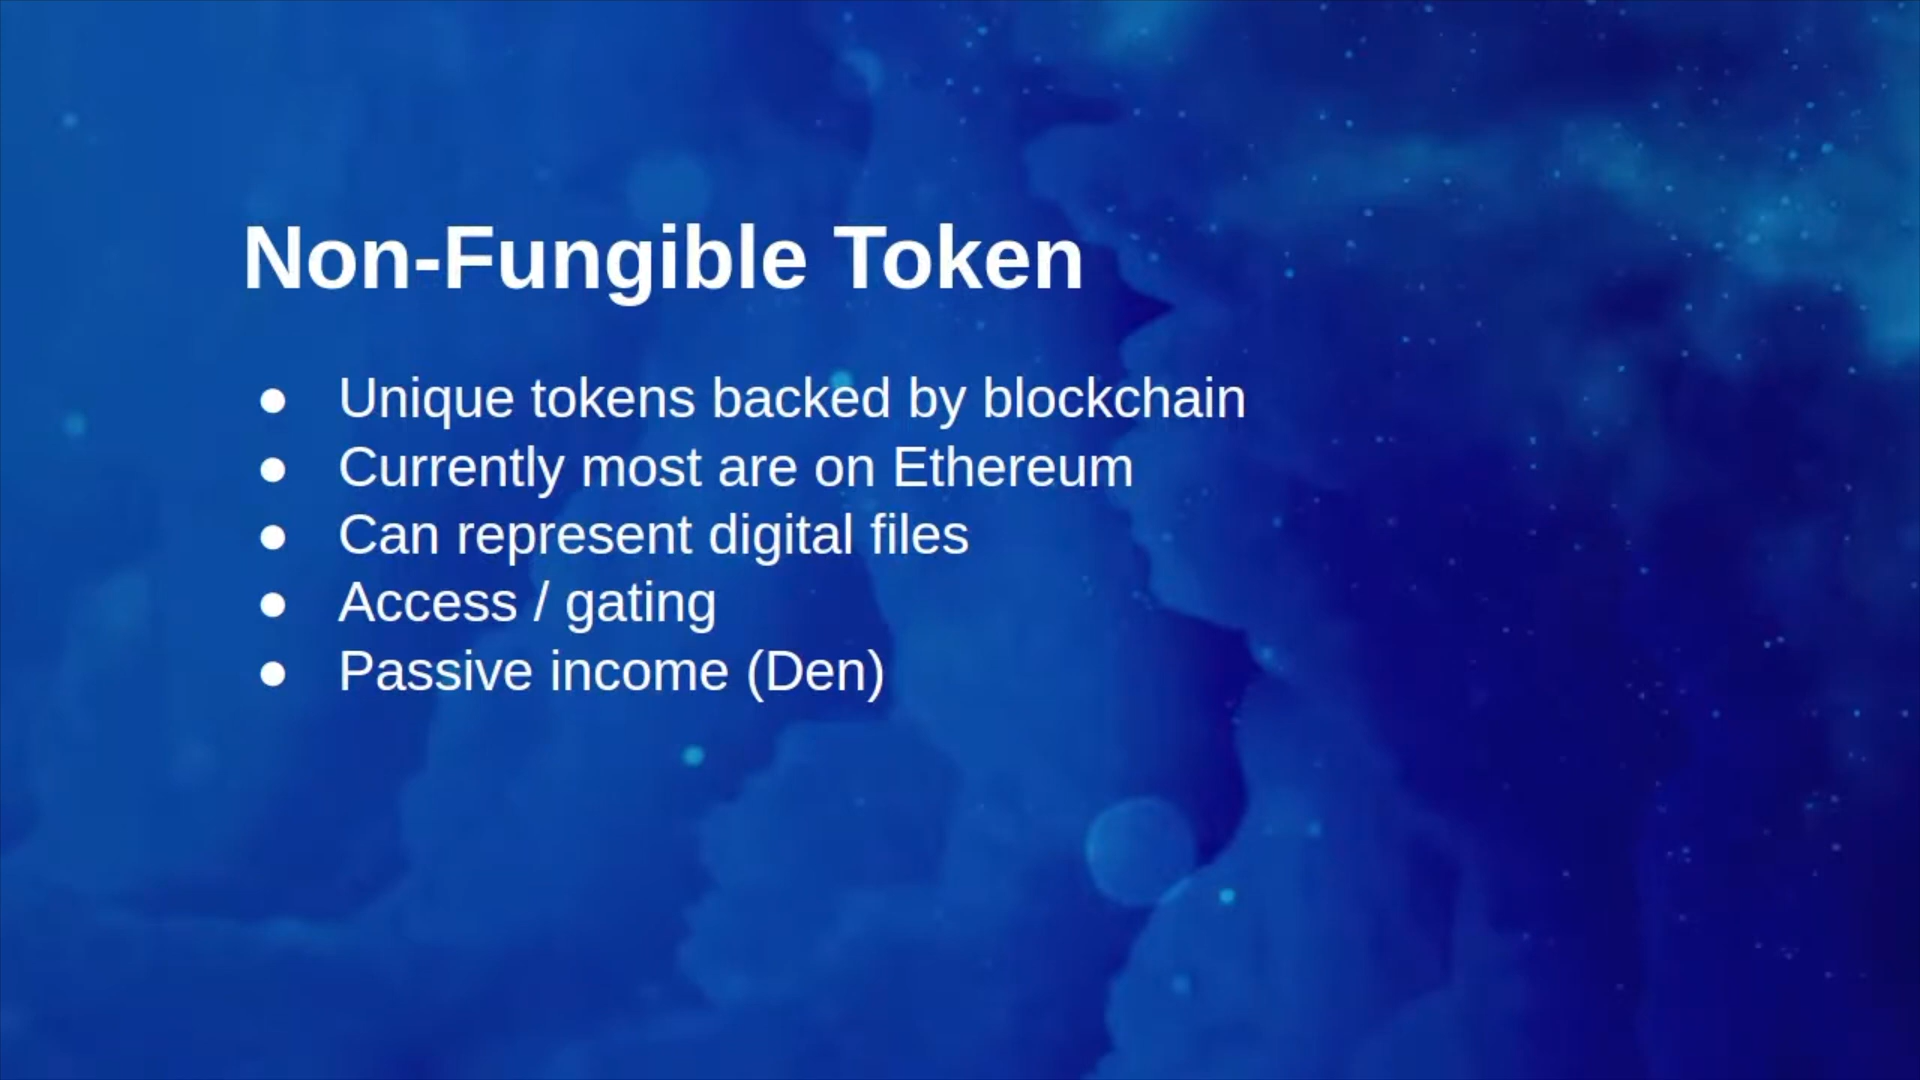 Non-Fungible Token
● Unique tokens backed by blockchain
● Currently most are on Ethereum
● Can represent digital files
● Access / gating
● Passive income (Den)